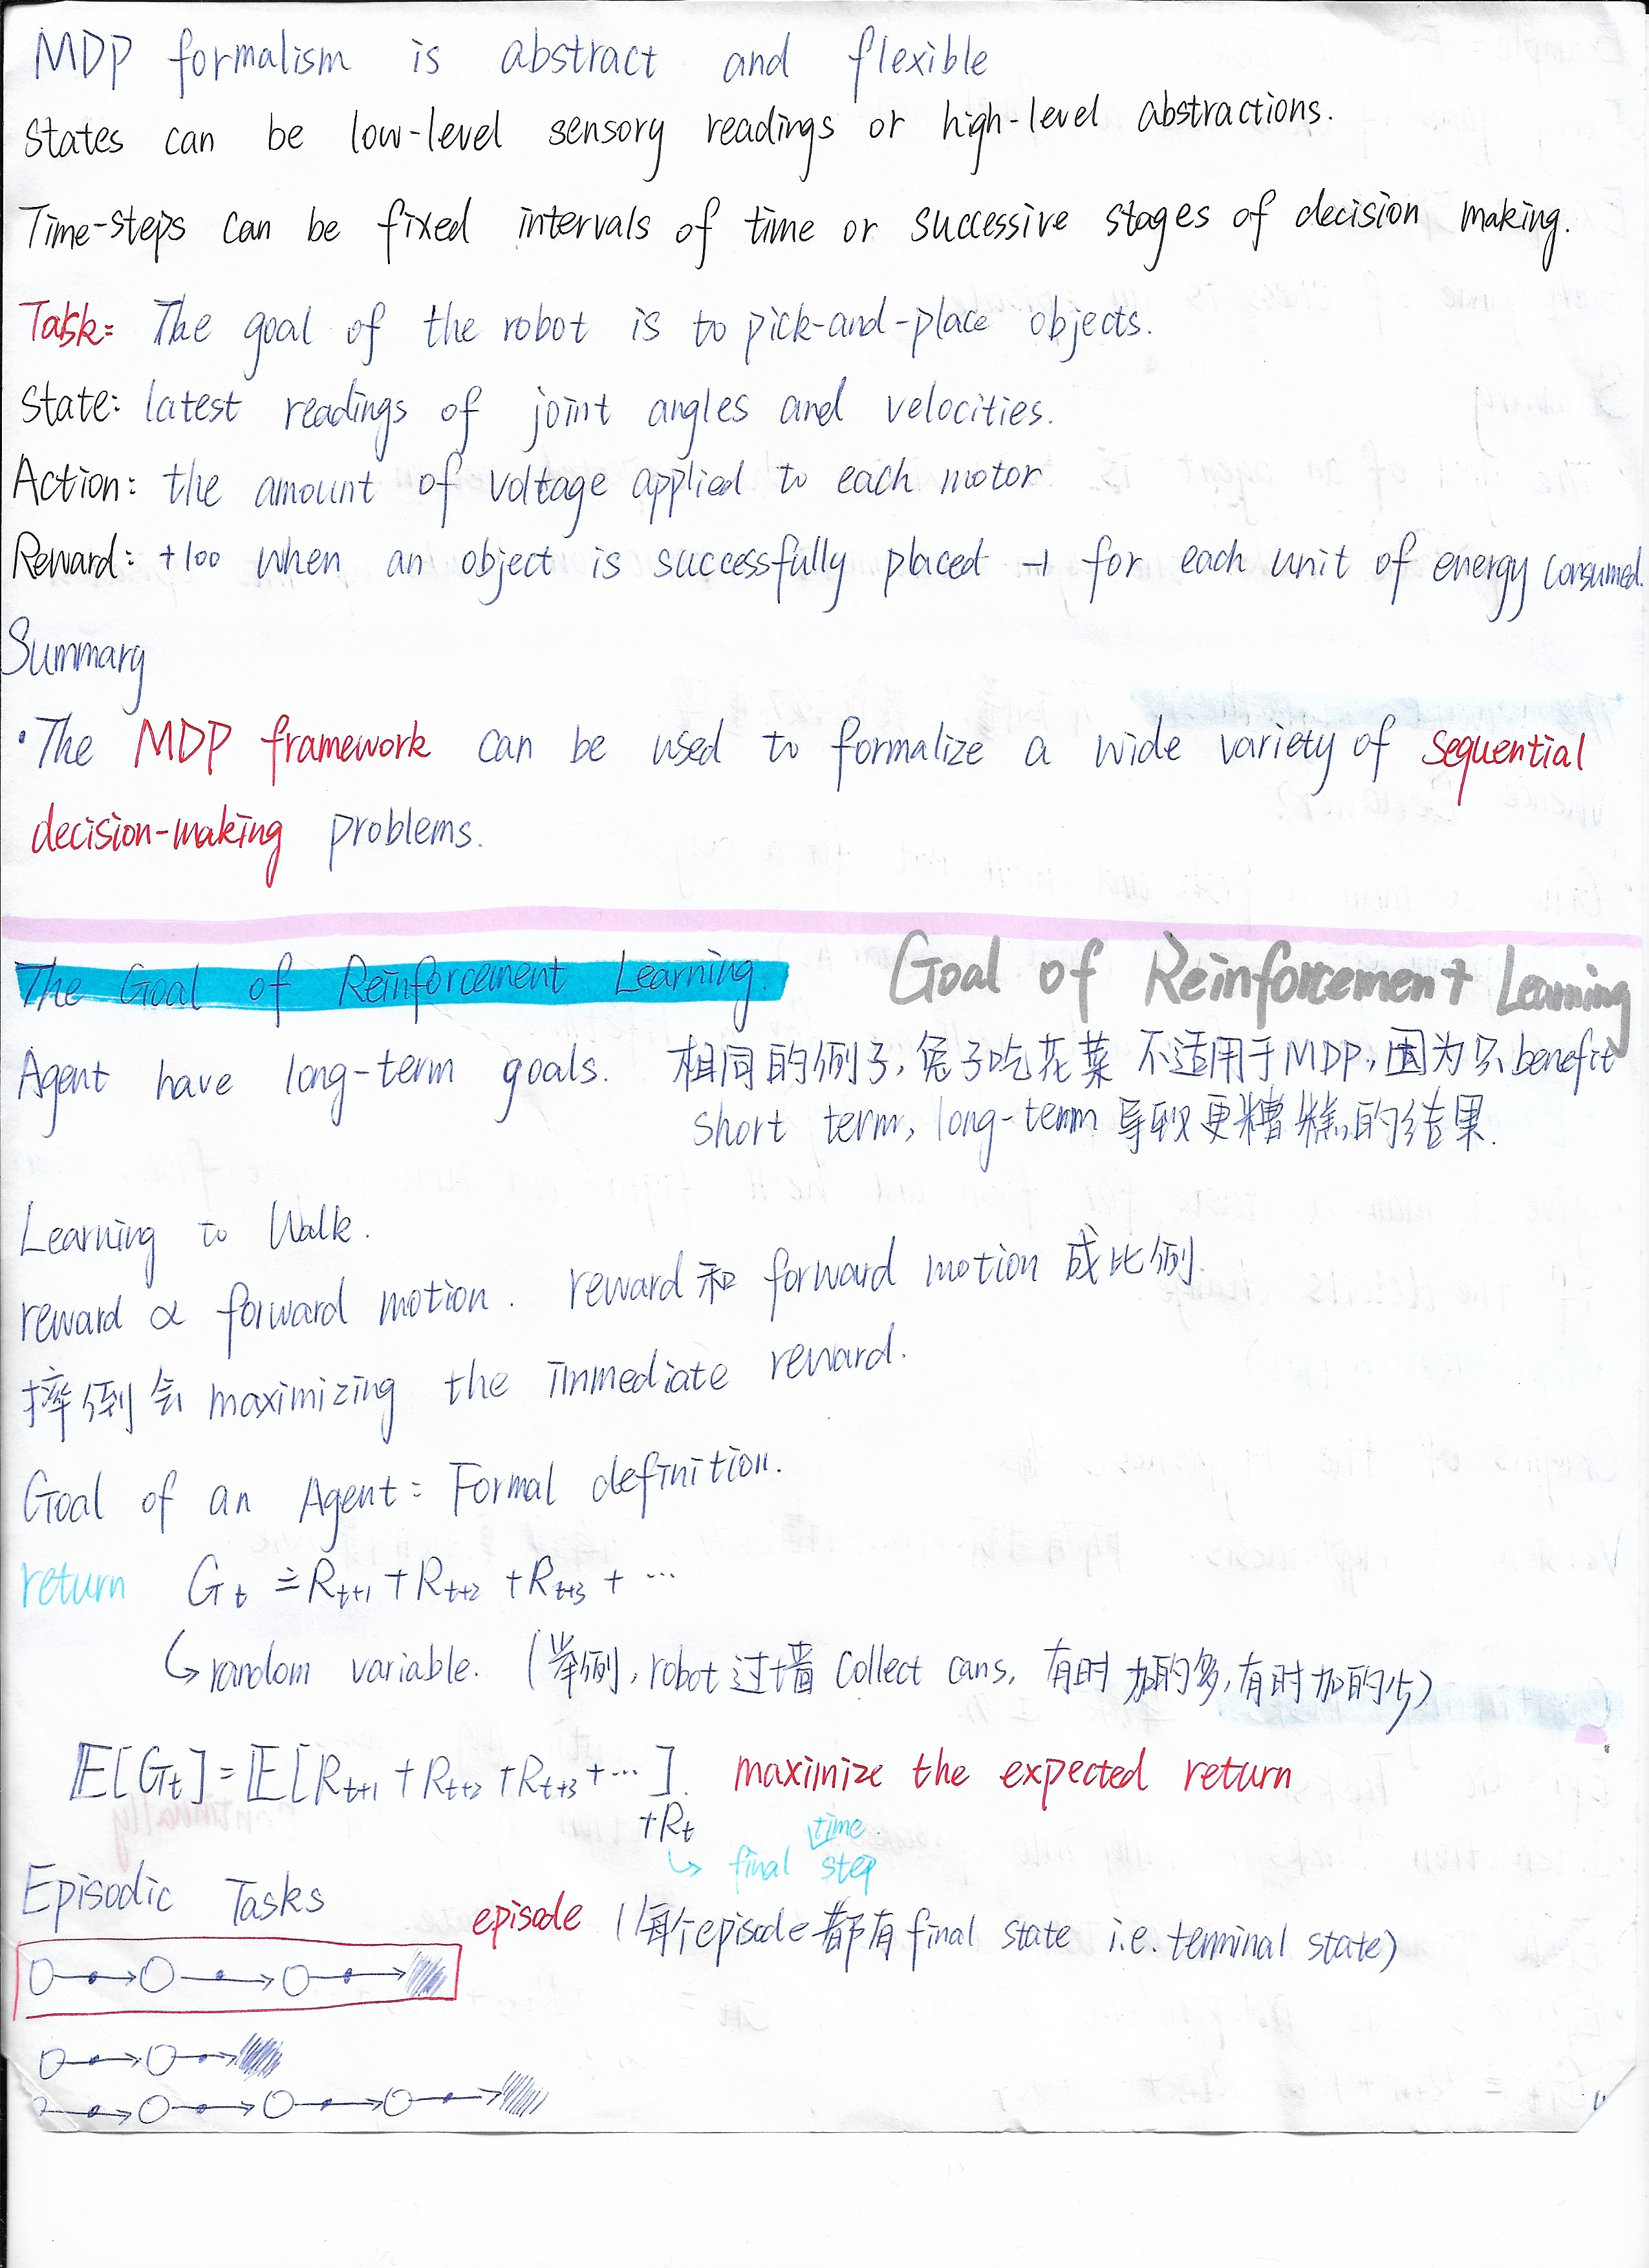 MDP formalism is abstract and flexible
States can be low-level sensory readings or high-level abstractions.
Time-steps can be fixed intervals of time or successive stages of decision making.
Task: The goal of the robot is to pick-and-place objects.
State: latest readings of joint angles and velocities.
Action: the amount of voltage applied to each motor
Reward: +100 when an object is successfully placed -1 for each unit of energy consumed.
Summary
·The MDP framework can be used to formalize a wide variety of sequential
decision-making problems.
The Goal of Reinforcement Learning. Goal of Reinforcement Learning
Agent have long-term goals. 相同的例子,兔子吃花菜 不适用于MDP,因为只benefit
short term, long-term 导致更糟糕的结果.
Learning to Walk.
reward ∝ forward motion. reward和 forward motion 成比例.
摔倒会 maximizing the immediate reward.
Goal of an Agent: Formal definition.
return G_t ≐ R_{t+1} + R_{t+2} + R_{t+3} + ···
↳ random variable. (举例, robot 过墙 collect cans, 有时加的多,有时加的少)
𝔼[G_t] = 𝔼[R_{t+1} + R_{t+2} + R_{t+3} + ··· ]. maximize the expected return
+R_t time.
↳ final step
Episodic Tasks
episode (每个episode都有final state i.e. terminal state)